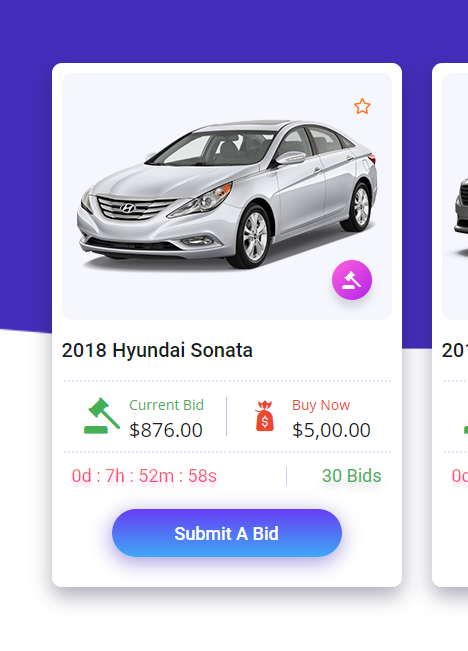 2018 Hyundai Sonata
Current Bid
$876.00
Buy Now
$5,00.00
0d : 7h : 52m : 58s
30 Bids
Submit A Bid
201
0d